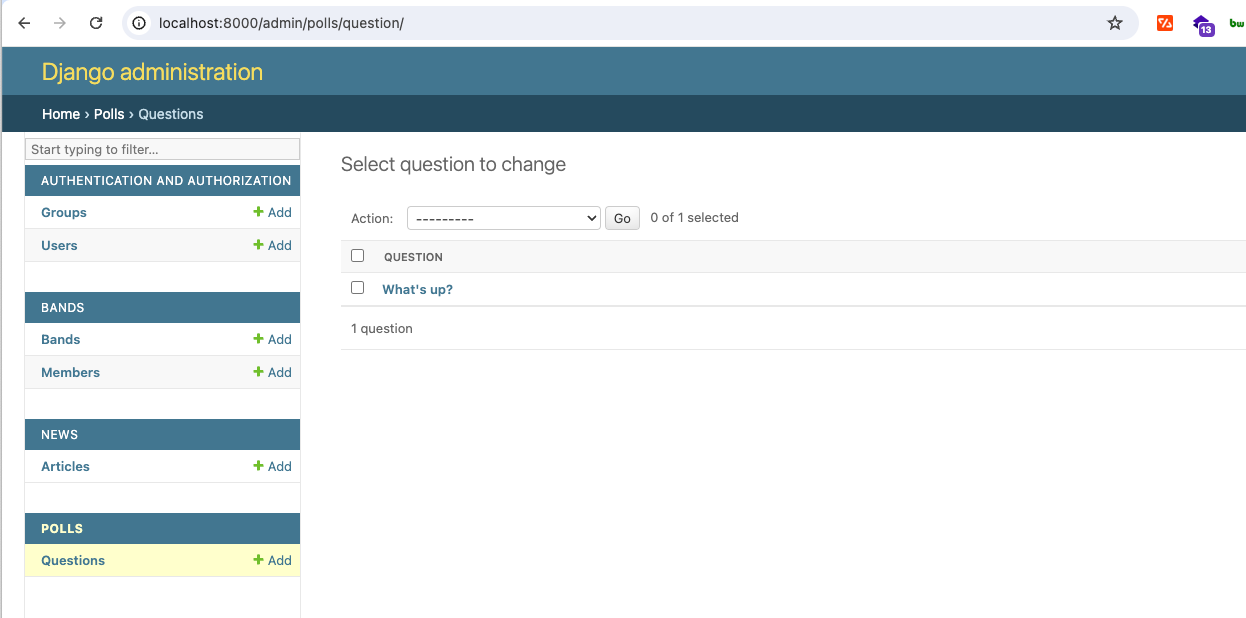 localhost:8000/admin/polls/question/
13
bw
Django administration
Home › Polls › Questions
Start typing to filter...
AUTHENTICATION AND AUTHORIZATION
Groups + Add
Users + Add
BANDS
Bands + Add
Members + Add
NEWS
Articles + Add
POLLS
Questions + Add
Select question to change
Action: --------- Go 0 of 1 selected
QUESTION
What's up?
1 question